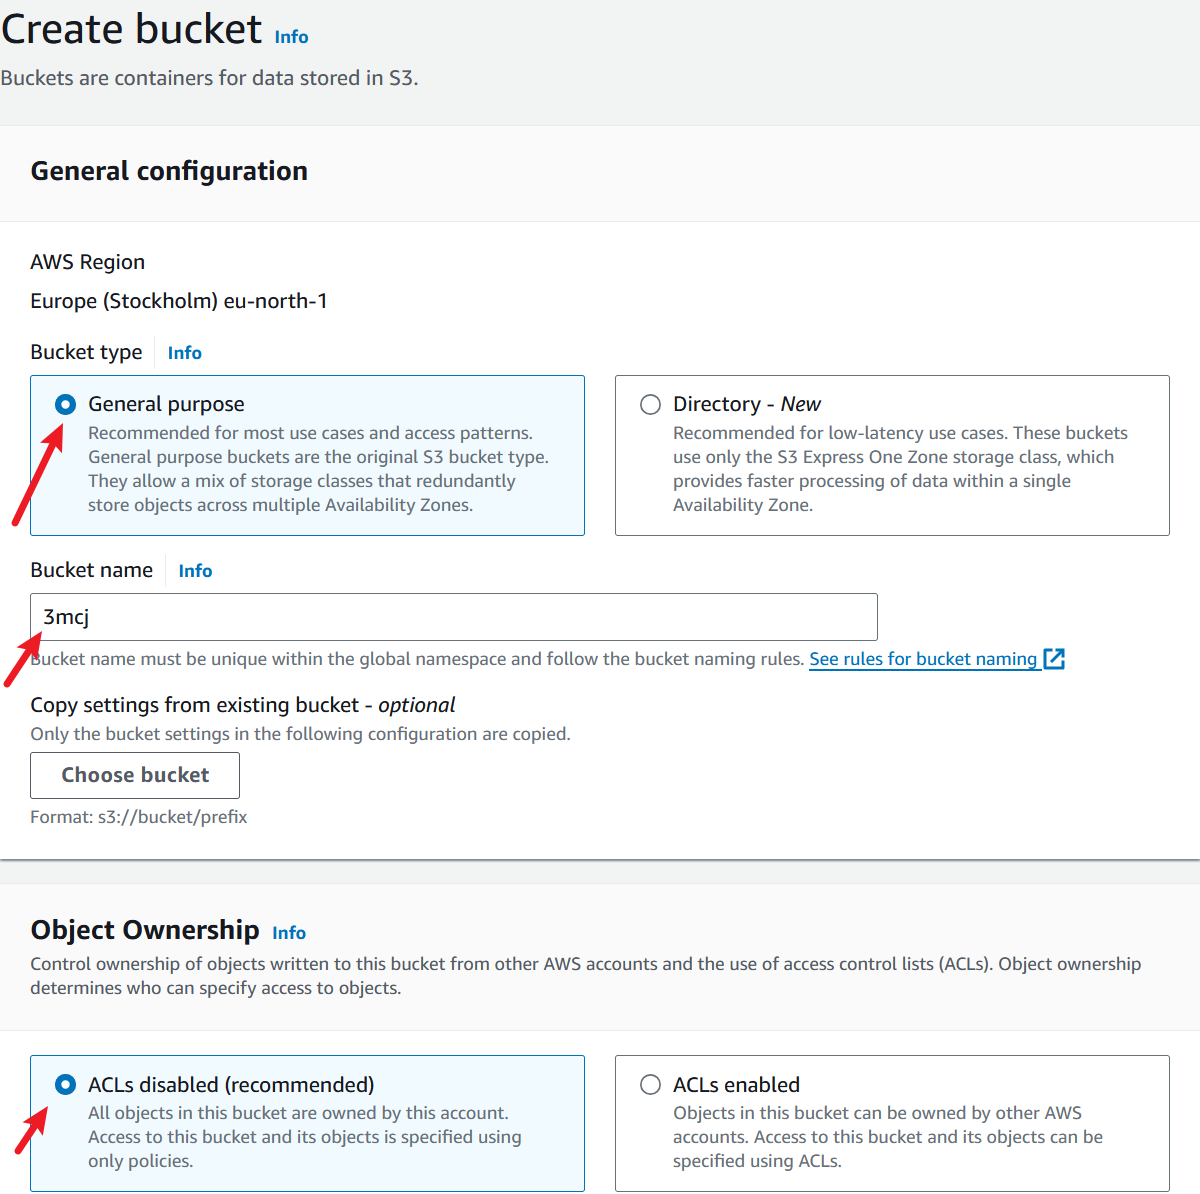 Create bucket Info
Buckets are containers for data stored in S3.
General configuration
AWS Region
Europe (Stockholm) eu-north-1
Bucket type Info
General purpose
Recommended for most use cases and access patterns.
General purpose buckets are the original S3 bucket type.
They allow a mix of storage classes that redundantly
store objects across multiple Availability Zones.
Directory - New
Recommended for low-latency use cases. These buckets
use only the S3 Express One Zone storage class, which
provides faster processing of data within a single
Availability Zone.
Bucket name Info
3mcj
Bucket name must be unique within the global namespace and follow the bucket naming rules. See rules for bucket naming
Copy settings from existing bucket - optional
Only the bucket settings in the following configuration are copied.
Choose bucket
Format: s3://bucket/prefix
Object Ownership Info
Control ownership of objects written to this bucket from other AWS accounts and the use of access control lists (ACLs). Object ownership
determines who can specify access to objects.
ACLs disabled (recommended)
All objects in this bucket are owned by this account.
Access to this bucket and its objects is specified using
only policies.
ACLs enabled
Objects in this bucket can be owned by other AWS
accounts. Access to this bucket and its objects can be
specified using ACLs.